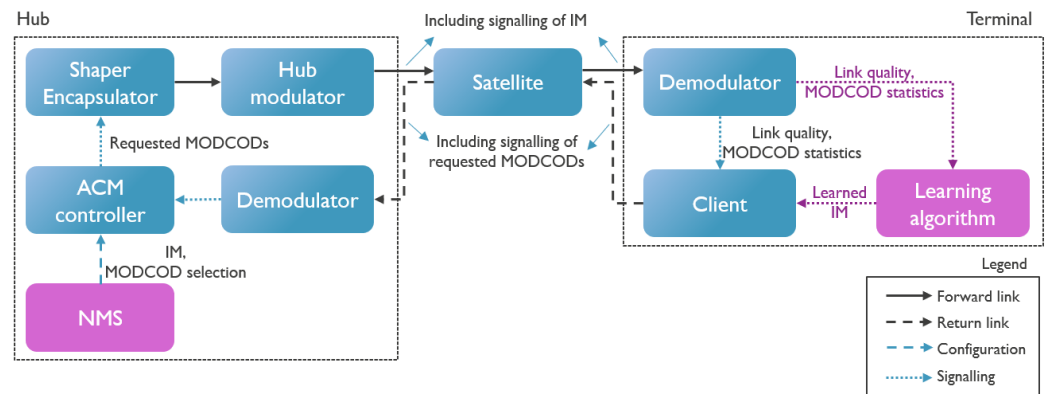 Hub
Including signalling of IM
Terminal
Shaper
Encapsulator
Hub
modulator
Satellite
Demodulator
Link quality,
MODCOD statistics
Requested MODCODs
Including signalling of
requested MODCODs
Link quality,
MODCOD statistics
ACM
controller
Demodulator
Client
Learned
IM
Learning
algorithm
IM,
MODCOD selection
NMS
Legend
Forward link
Return link
Configuration
Signalling